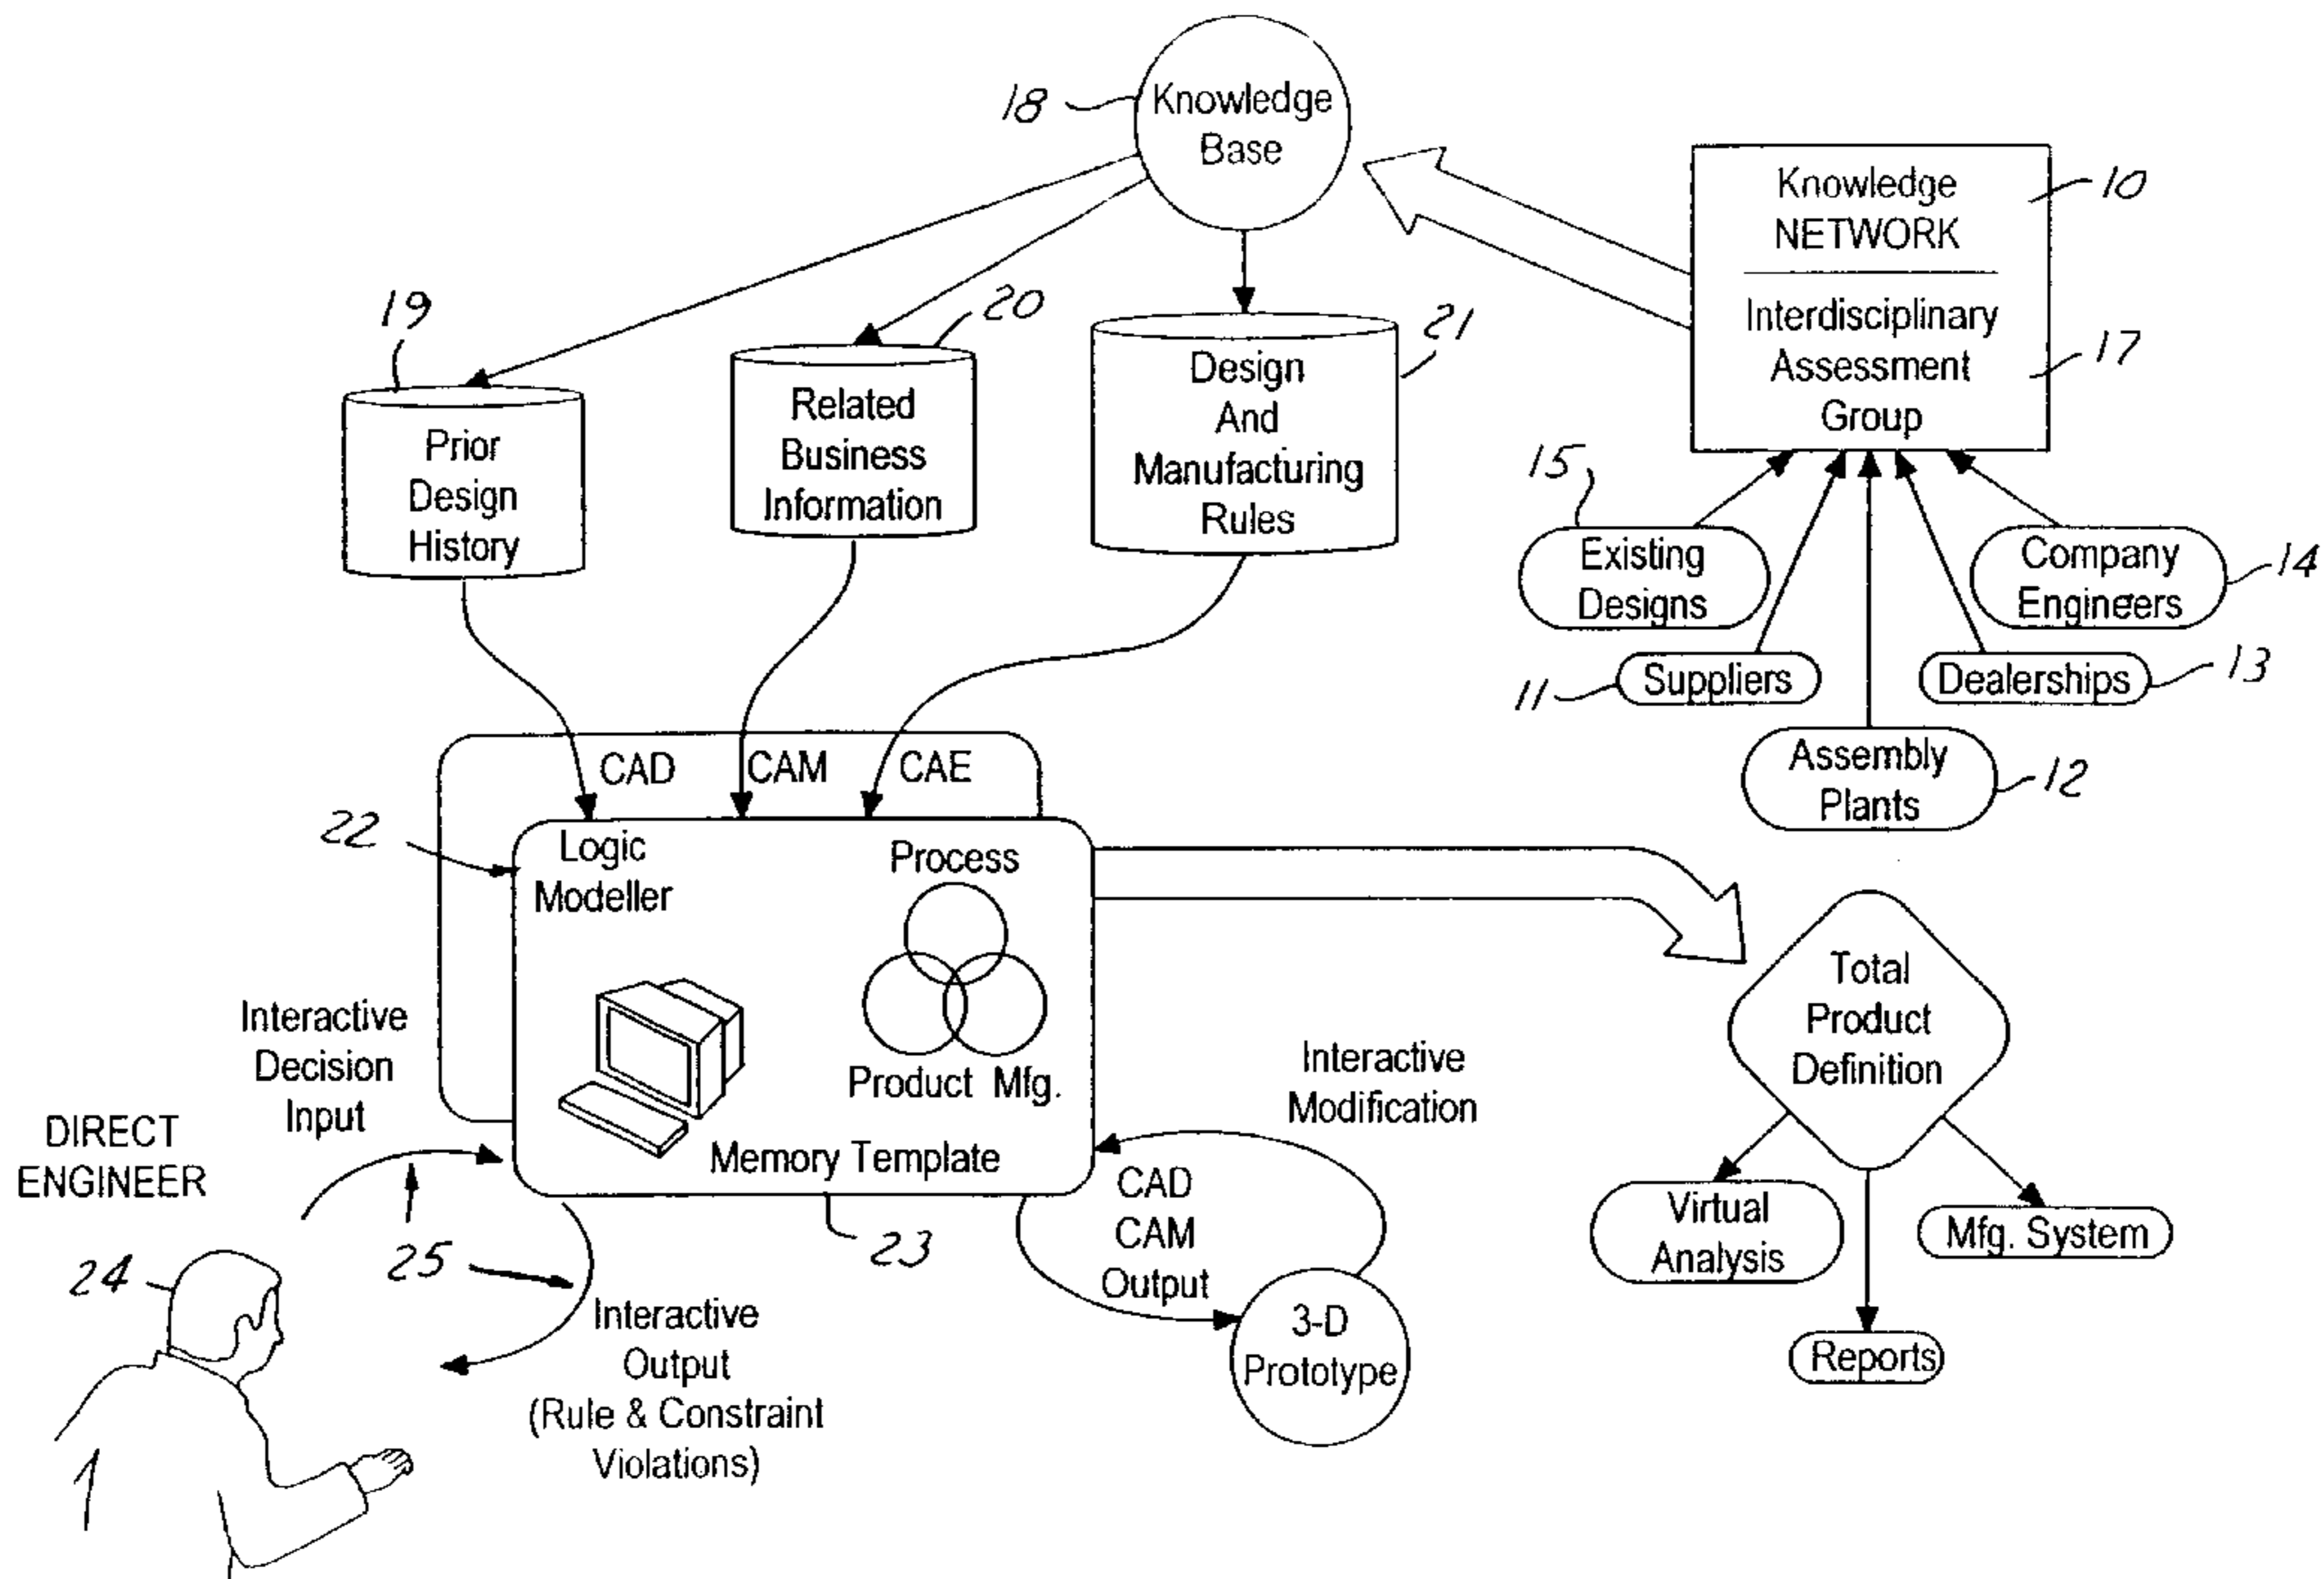 18
Knowledge
Base
Knowledge
NETWORK
10
Interdisciplinary
Assessment
Group
17
19
Prior
Design
History
20
Related
Business
Information
21
Design
And
Manufacturing
Rules
15
Existing
Designs
Company
Engineers
14
11
Suppliers
Dealerships
13
Assembly
Plants
12
CAD
CAM
CAE
22
Logic
Modeller
Process
Product
Mfg.
Memory Template
23
Interactive
Decision
Input
DIRECT
ENGINEER
24
25
Interactive
Output
(Rule & Constraint
Violations)
Interactive
Modification
CAD
CAM
Output
3-D
Prototype
Total
Product
Definition
Virtual
Analysis
Mfg. System
Reports